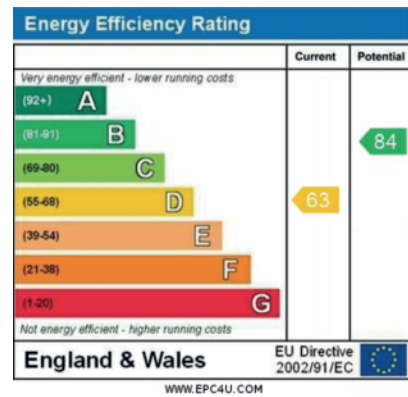 Energy Efficiency Rating
Current Potential
Very energy efficient - lower running costs
(92+) A
(81-91) B
84
(69-80) C
(55-68) D
63
(39-54) E
(21-38) F
(1-20) G
Not energy efficient - higher running costs
England & Wales
EU Directive
2002/91/EC
WWW.EPC4U.COM